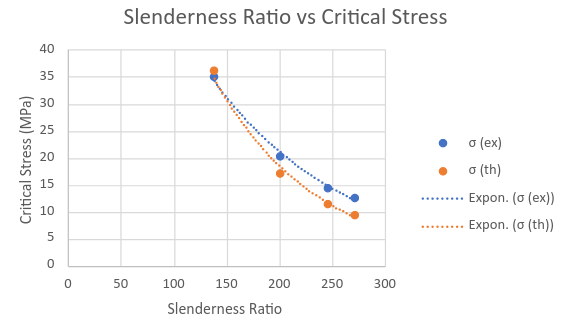 Slenderness Ratio vs Critical Stress
40
35
30
25
20
15
10
5
0
Critical Stress (MPa)
0 50 100 150 200 250 300
Slenderness Ratio
σ (ex)
σ (th)
Expon. (σ (ex))
Expon. (σ (th))